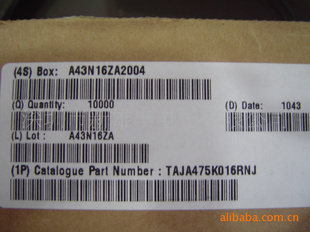 (4S) Box: A43N16ZA2004
(Q) Quantity: 10000 (D) Date: 1043
(L) Lot: A43N16ZA
(1P) Catalogue Part Number : TAJA475K016RNJ
alibaba.com.cn